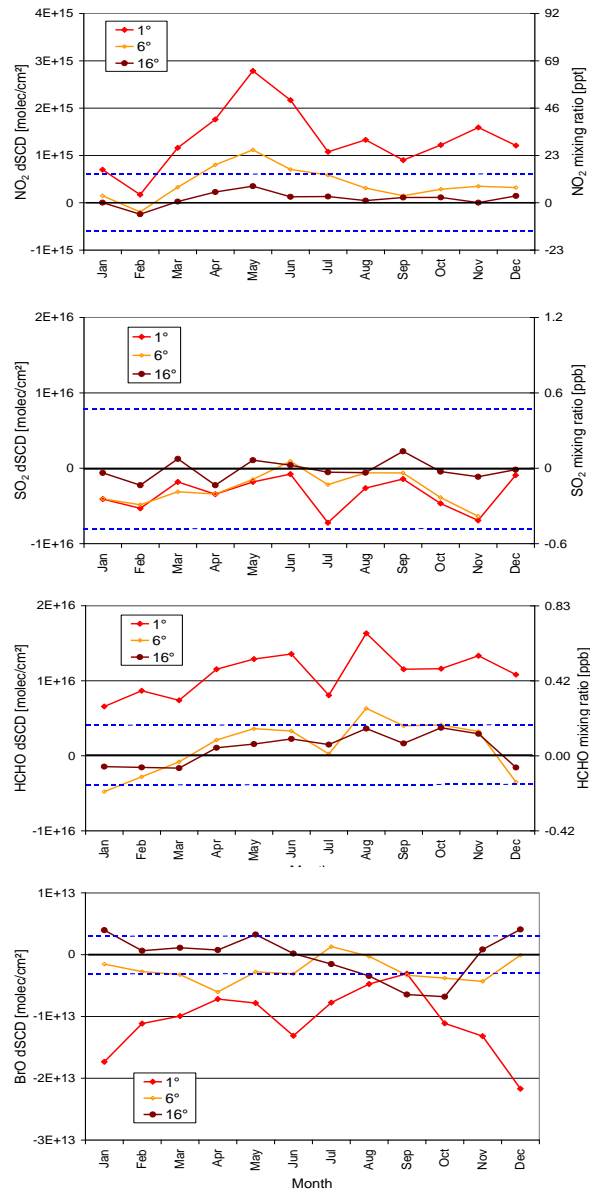 4E+15
3E+15
2E+15
1E+15
0
-1E+15
NO₂ dSCD [molec/cm²]
1°
6°
16°
92
69
46
23
0
-23
NO₂ mixing ratio [ppt]
Jan Feb Mar Apr May Jun Jul Aug Sep Oct Nov Dec
2E+16
1E+16
0
-1E+16
SO₂ dSCD [molec/cm²]
1°
6°
16°
1.2
0.6
0
-0.6
SO₂ mixing ratio [ppb]
Jan Feb Mar Apr May Jun Jul Aug Sep Oct Nov Dec
2E+16
1E+16
0
-1E+16
HCHO dSCD [molec/cm²]
1°
6°
16°
0.83
0.42
0.00
-0.42
HCHO mixing ratio [ppb]
Jan Feb Mar Apr May Jun Jul Aug Sep Oct Nov Dec
1E+13
0
-1E+13
-2E+13
-3E+13
BrO dSCD [molec/cm²]
1°
6°
16°
Jan Feb Mar Apr May Jun Jul Aug Sep Oct Nov Dec
Month